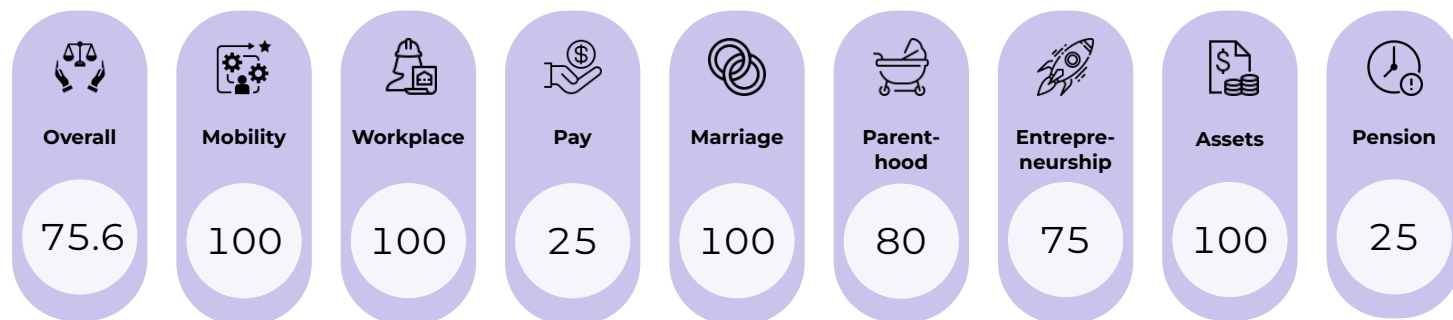 Overall
75.6
Mobility
100
Workplace
100
$
Pay
25
Marriage
100
Parent-
hood
80
Entrepre-
neurship
75
$
Assets
100
Pension
25